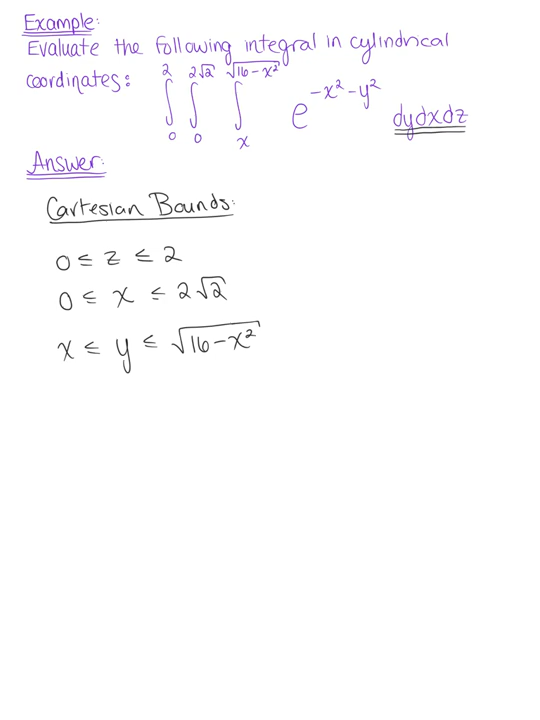 Example:
Evaluate the following integral in cylindrical
coordinates: ∫₀² ∫₀^{2√2} ∫ₓ^{√(16-x²)} e^{-x²-y²} dydxdz
Answer:
Cartesian Bounds:
0 ≤ z ≤ 2
0 ≤ x ≤ 2√2
x ≤ y ≤ √(16-x²)